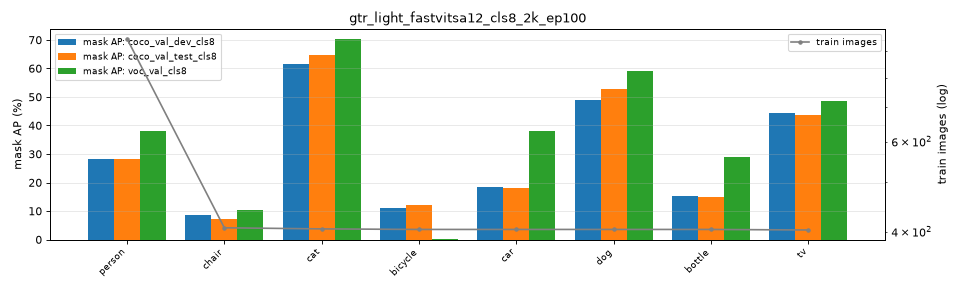 gtr_light_fastvitsa12_cls8_2k_ep100
mask AP: coco_val_dev_cls8
mask AP: coco_val_test_cls8
mask AP: voc_val_cls8
train images
mask AP (%)
70
60
50
40
30
20
10
0
6 × 10²
4 × 10²
train images (log)
person
chair
cat
bicycle
car
dog
bottle
tv